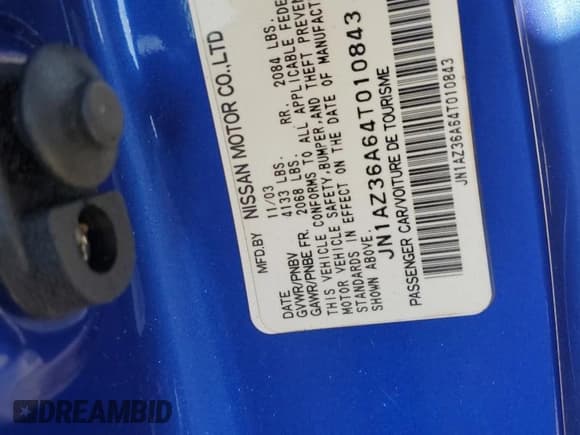 MFD.BY NISSAN MOTOR CO.,LTD
DATE 11/03
GVWR/PNBV 4133 LBS.
GAWR/PNBE FR. 2068 LBS. RR. 2084 LBS.
THIS VEHICLE CONFORMS TO ALL APPLICABLE FEDE
MOTOR VEHICLE SAFETY,BUMPER,AND THEFT PREVEN
STANDARDS IN EFFECT ON THE DATE OF MANUFACT
SHOWN ABOVE.
JN1AZ36A64T010843
PASSENGER CAR/VOITURE DE TOURISME
JN1AZ36A64T010843
DREAMBID